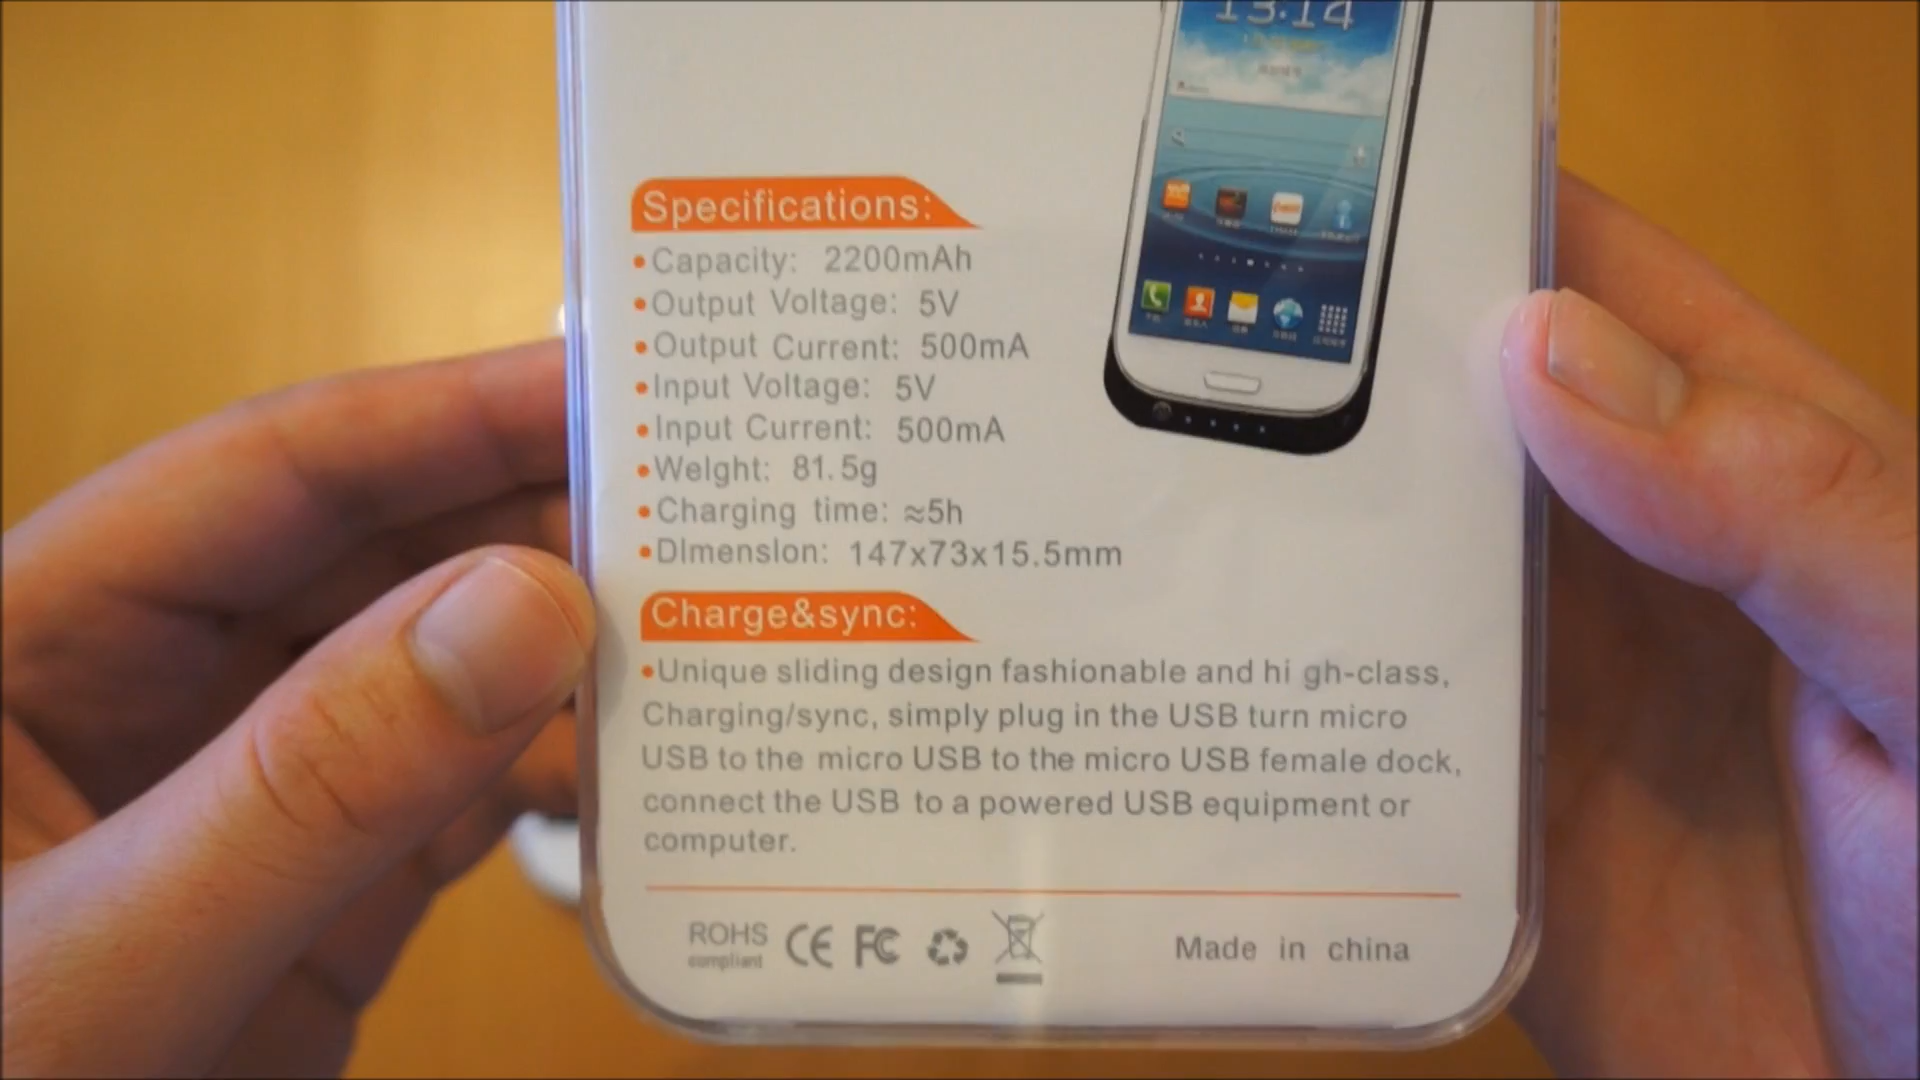 13:14
Specifications:
•Capacity: 2200mAh
•Output Voltage: 5V
•Output Current: 500mA
•Input Voltage: 5V
•Input Current: 500mA
•Welght: 81.5g
•Charging time: ≈5h
•DImenslon: 147x73x15.5mm
Charge&sync:
•Unique sliding design fashionable and hi gh-class,
Charging/sync, simply plug in the USB turn micro
USB to the micro USB to the micro USB female dock,
connect the USB to a powered USB equipment or
computer.
ROHS
compliant
CE FC
Made in china